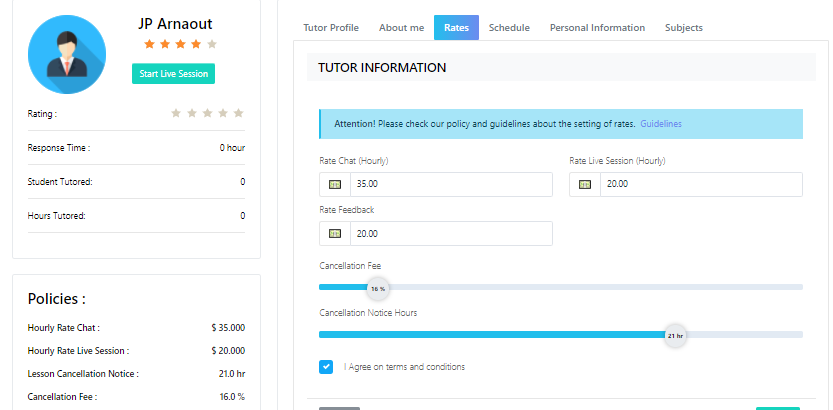 JP Arnaout
Start Live Session
Rating :
Response Time : 0 hour
Student Tutored: 0
Hours Tutored: 0
Policies :
Hourly Rate Chat : $ 35.000
Hourly Rate Live Session : $ 20.000
Lesson Cancellation Notice : 21.0 hr
Cancellation Fee : 16.0 %
Tutor Profile About me Rates Schedule Personal Information Subjects
TUTOR INFORMATION
Attention! Please check our policy and guidelines about the setting of rates. Guidelines
Rate Chat (Hourly) Rate Live Session (Hourly)
35.00 20.00
Rate Feedback
20.00
Cancellation Fee
16 %
Cancellation Notice Hours
21 hr
I Agree on terms and conditions